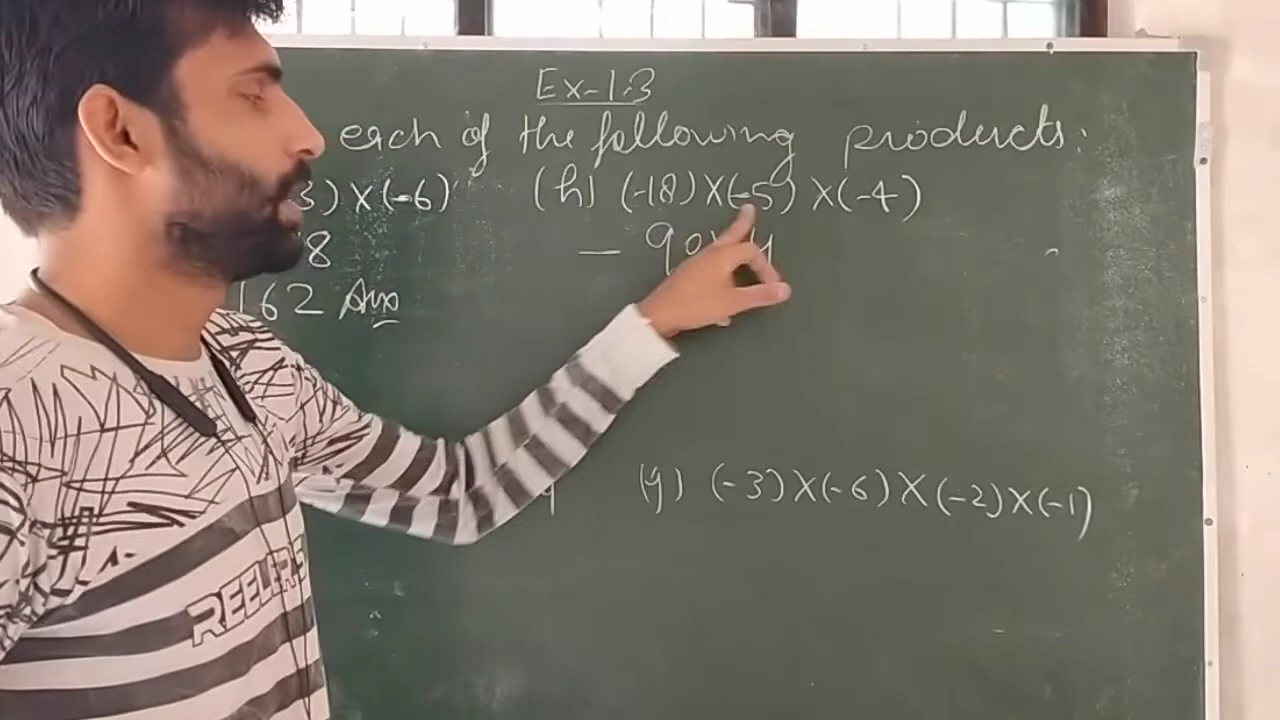 Ex-1.3
each of the following products:
3) X (-6) (h) (-18) X (-5) X (-4)
8 - 90 4
162 Ans
(j) (-3) X (-6) X (-2) X (-1)
REELERS